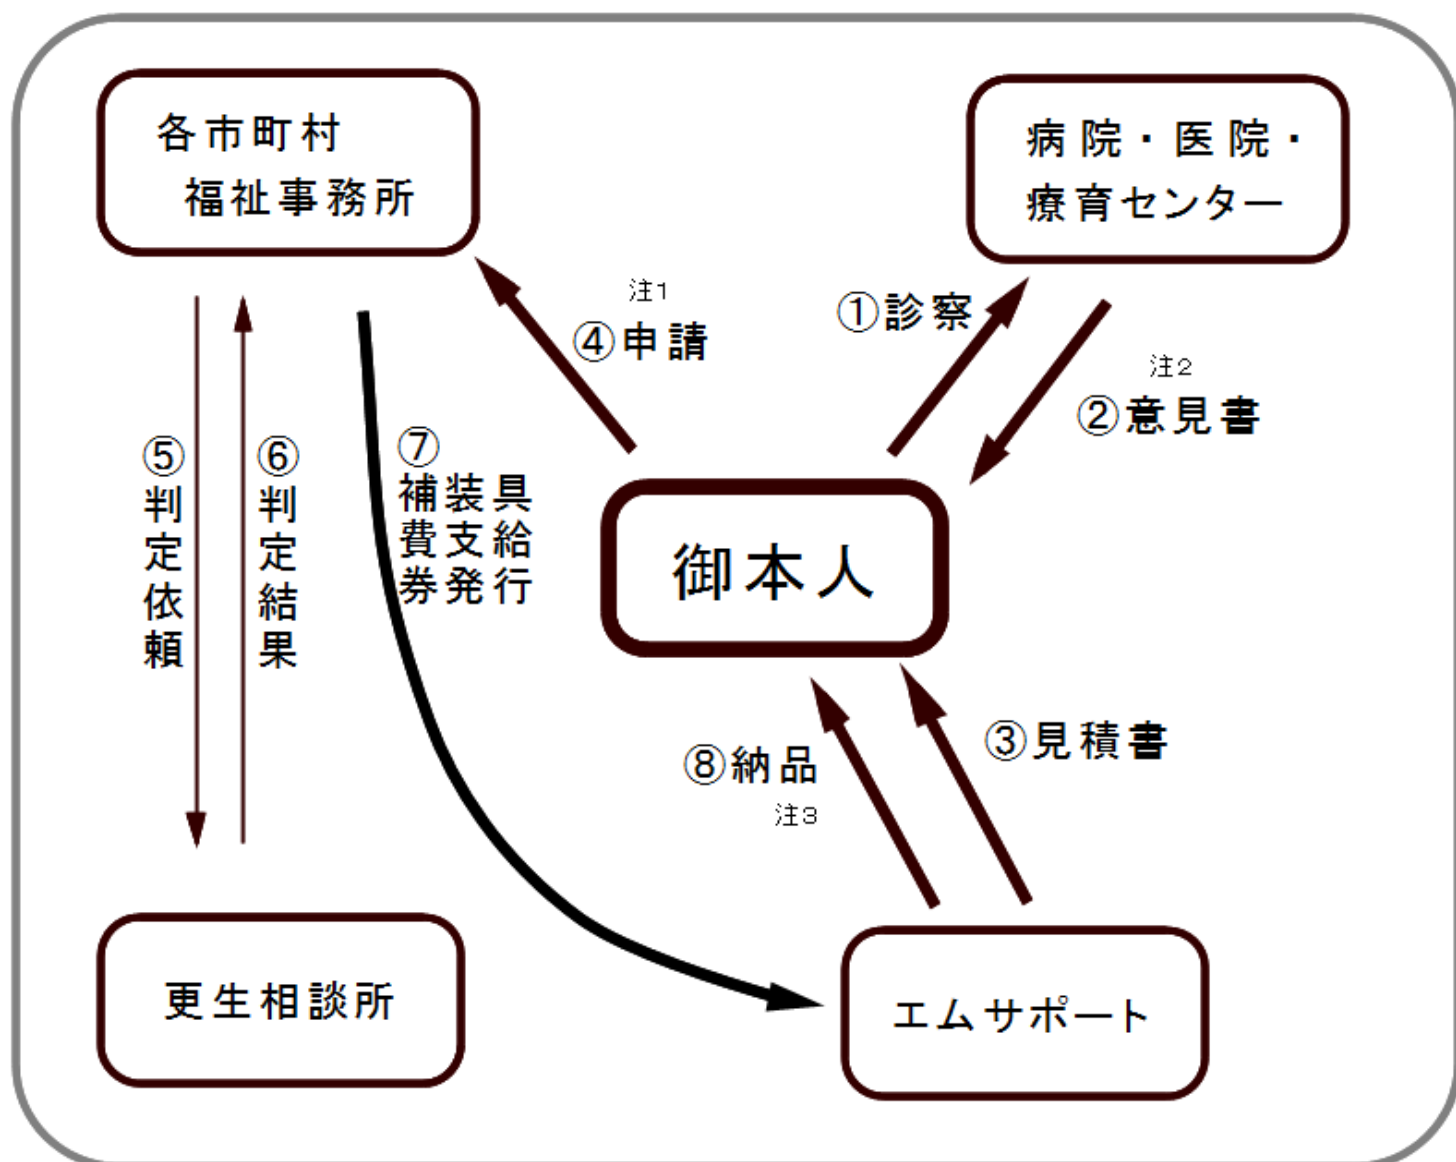 各市町村
福祉事務所
病院・医院・
療育センター
注1
④申請
①診察
注2
②意見書
⑤判定依頼
⑥判定結果
⑦
補装具
費支給
券発行
御本人
⑧納品
注3
③見積書
更生相談所
エムサポート